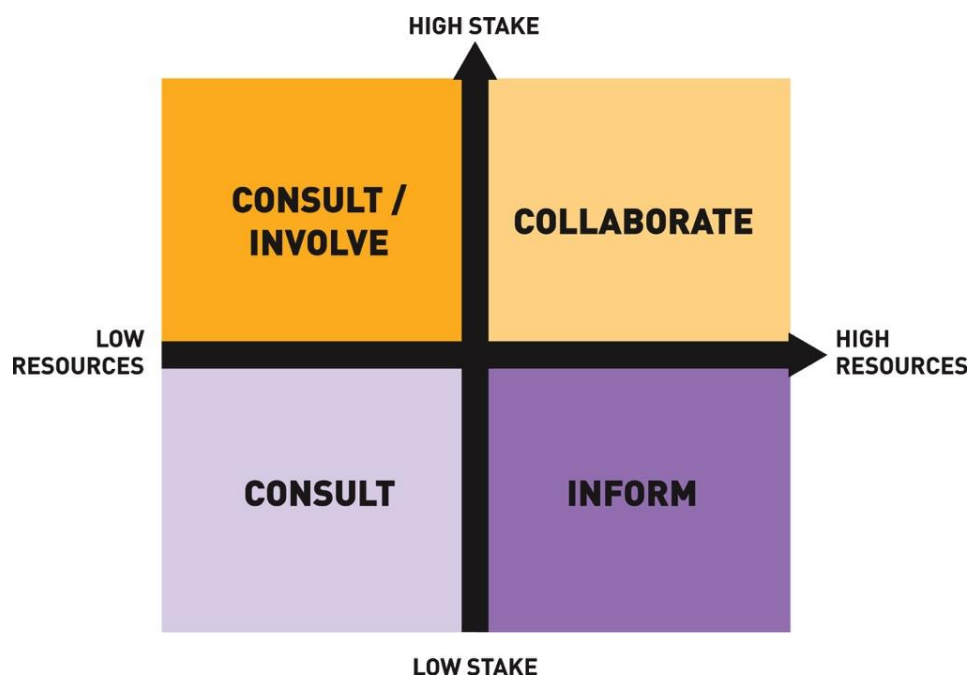 HIGH STAKE
CONSULT /
INVOLVE
COLLABORATE
LOW
RESOURCES
HIGH
RESOURCES
CONSULT
INFORM
LOW STAKE